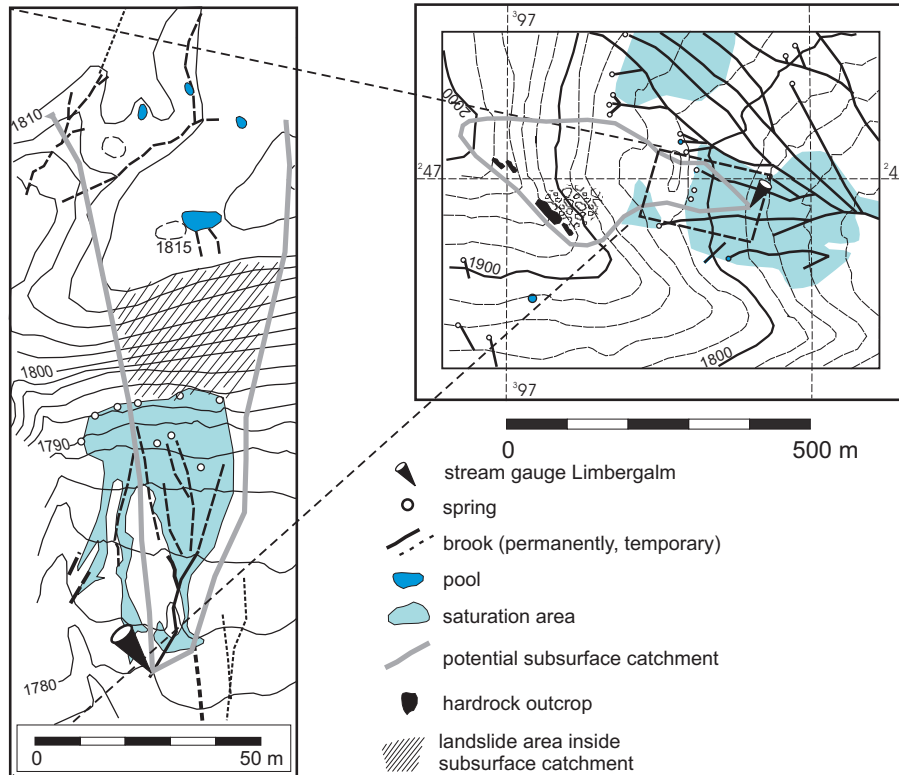 1810
1815
1800
1790
1780
0
50 m
³97
2000
²47
²4
1900
1800
³97
0
500 m
stream gauge Limbergalm
spring
brook (permanently, temporary)
pool
saturation area
potential subsurface catchment
hardrock outcrop
landslide area inside
subsurface catchment